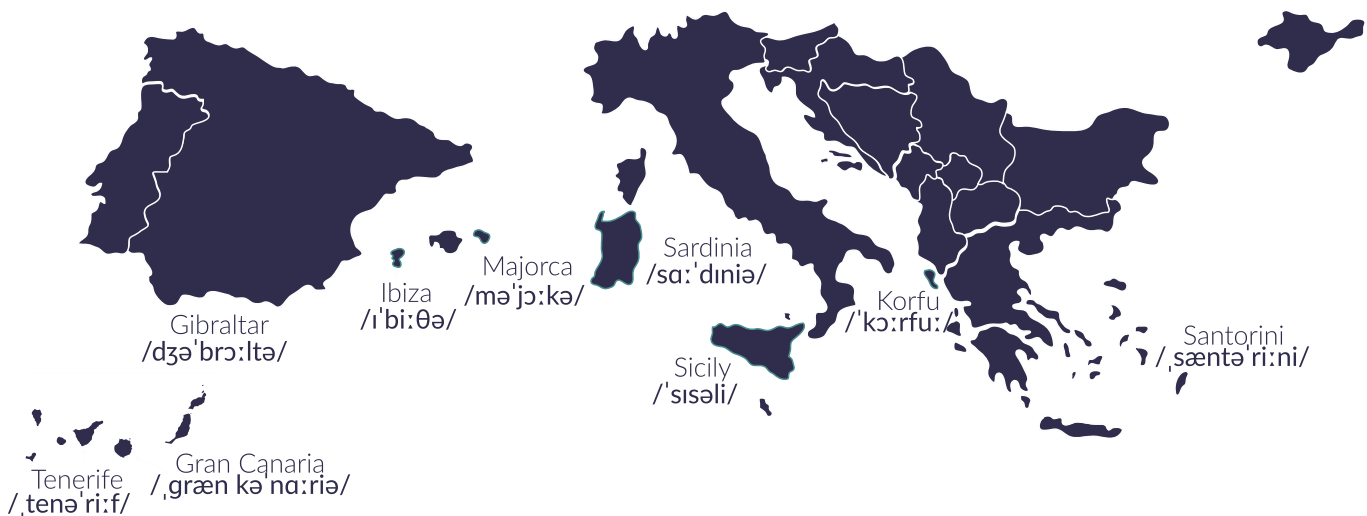 Sardinia
/sɑːˈdɪniə/
Majorca
/məˈjɔːkə/
Ibiza
/ɪˈbiːθə/
Korfu
/ˈkɔːrfuː/
Gibraltar
/dʒəˈbrɔːltə/
Santorini
/ˌsæntəˈriːni/
Sicily
/ˈsɪsəli/
Gran Canaria
/ˌɡræn kəˈnɑːriə/
Tenerife
/ˌtenəˈriːf/